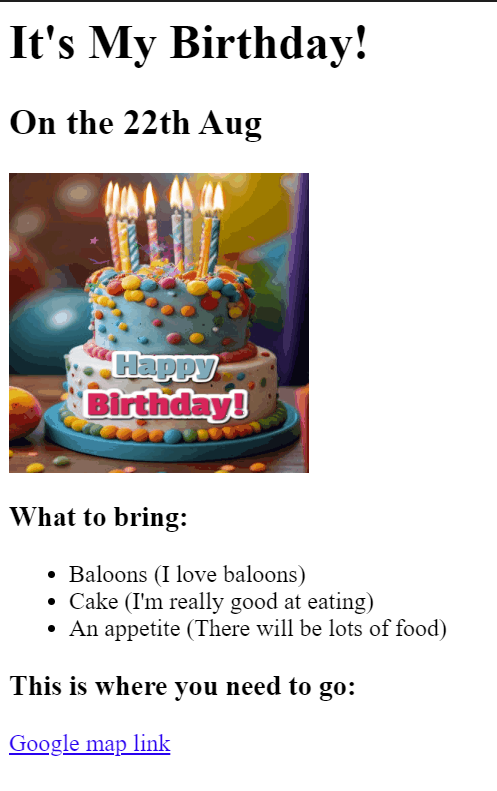 It's My Birthday!
On the 22th Aug
Happy
Birthday!
What to bring:
Baloons (I love baloons)
Cake (I'm really good at eating)
An appetite (There will be lots of food)
This is where you need to go:
Google map link